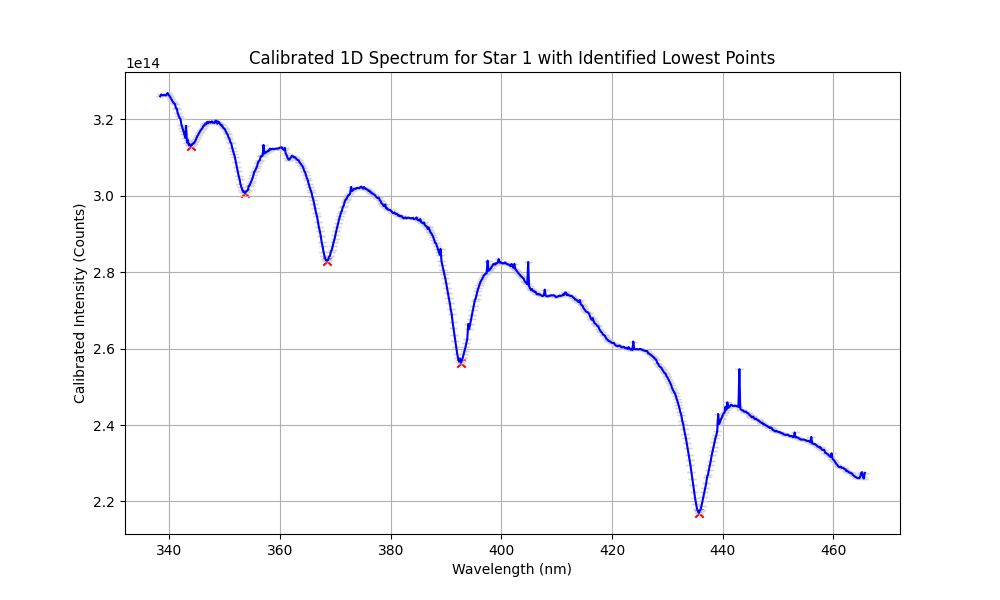 Calibrated 1D Spectrum for Star 1 with Identified Lowest Points
1e14
3.2
3.0
2.8
2.6
2.4
2.2
Calibrated Intensity (Counts)
340 360 380 400 420 440 460
Wavelength (nm)